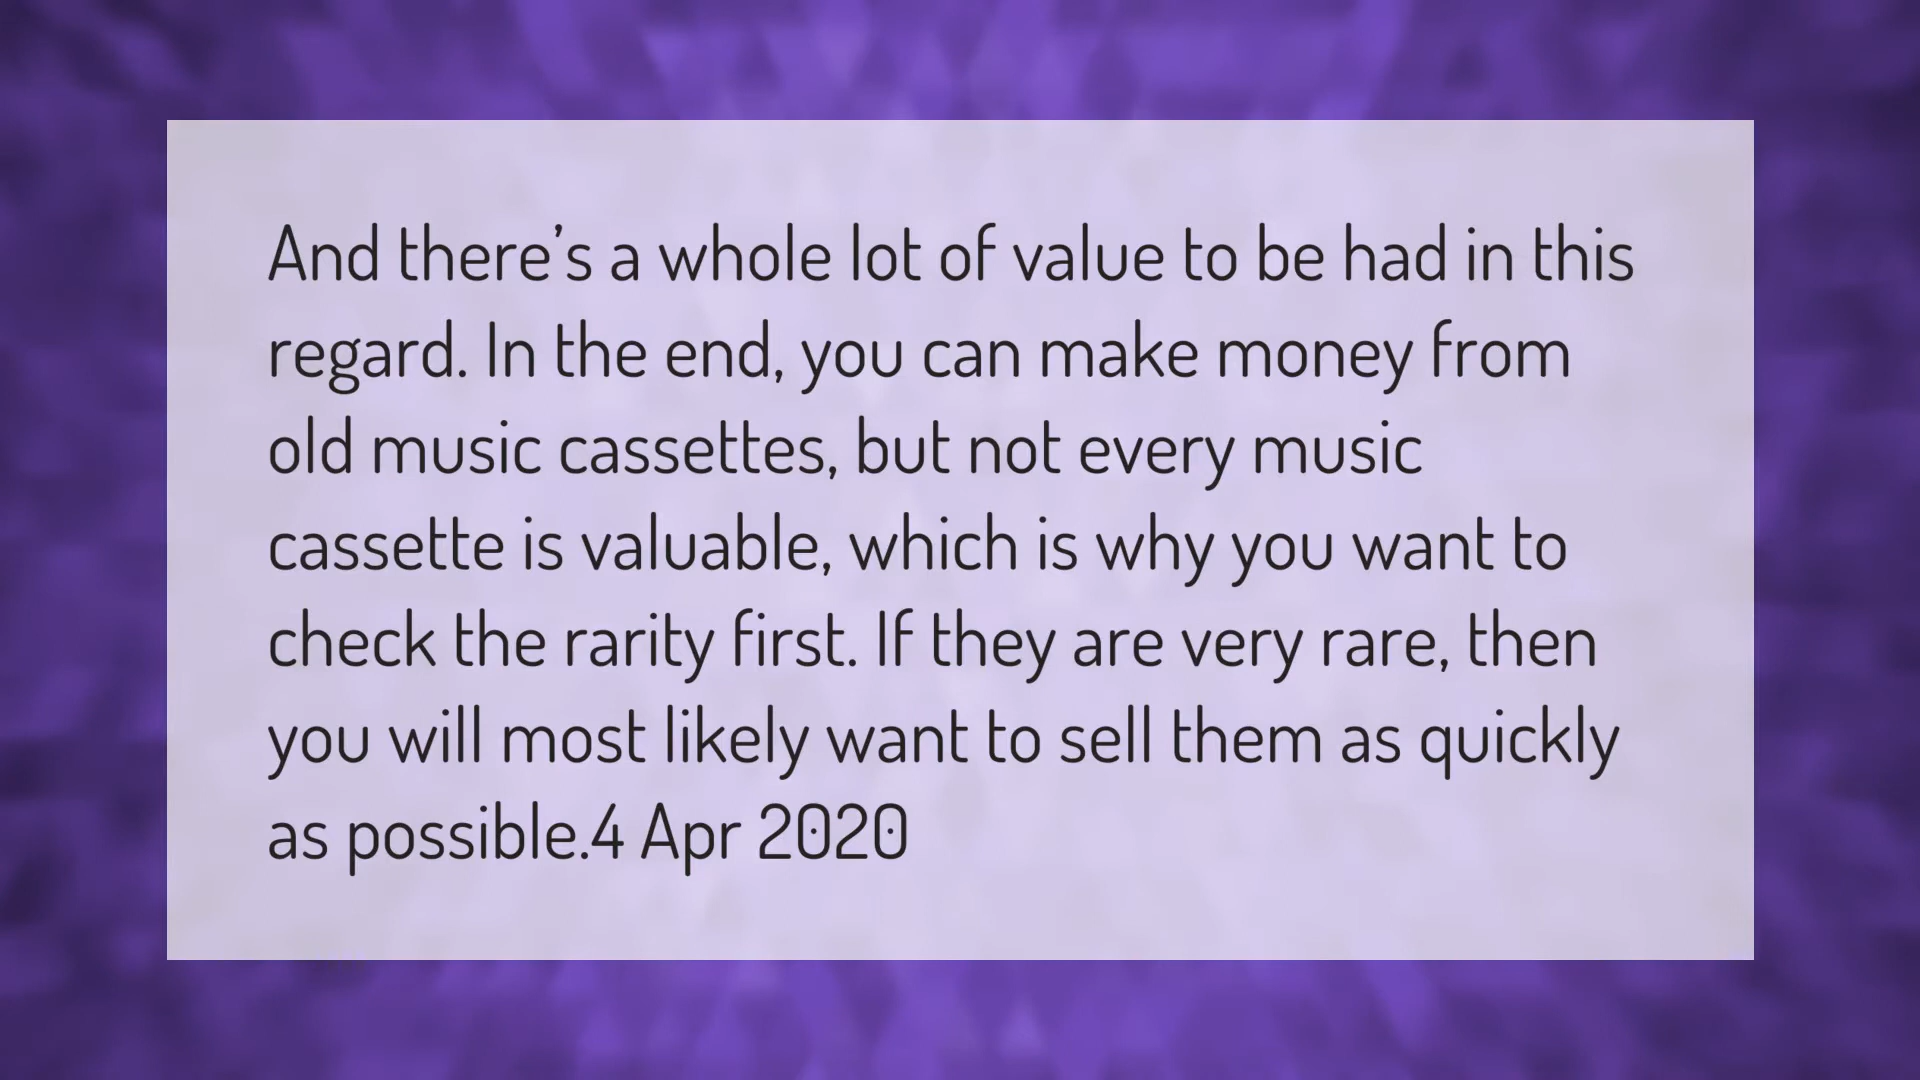 And there’s a whole lot of value to be had in this
regard. In the end, you can make money from
old music cassettes, but not every music
cassette is valuable, which is why you want to
check the rarity first. If they are very rare, then
you will most likely want to sell them as quickly
as possible.4 Apr 2020